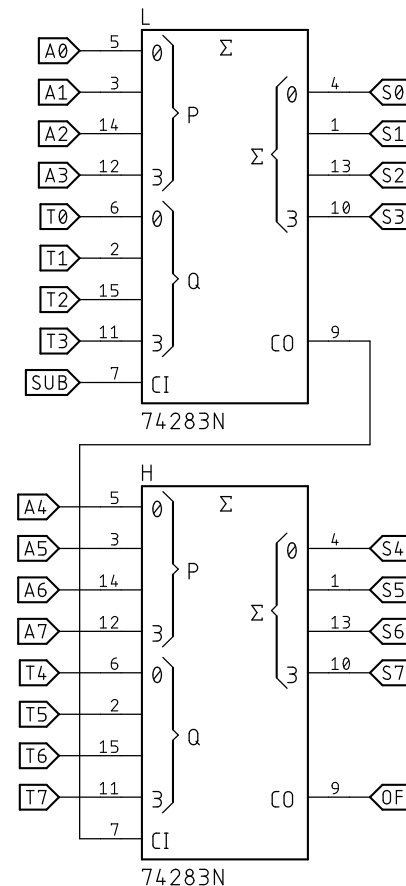 L
A0 5 0 Σ
A1 3 0 4 S0
A2 14 P 1 S1
A3 12 3 Σ 13 S2
T0 6 0 3 10 S3
T1 2
T2 15 Q
T3 11 3 CO 9
SUB 7 CI
74283N
H
A4 5 0 Σ
A5 3 0 4 S4
A6 14 P 1 S5
A7 12 3 Σ 13 S6
T4 6 0 3 10 S7
T5 2
T6 15 Q
T7 11 3 CO 9 OF
7 CI
74283N